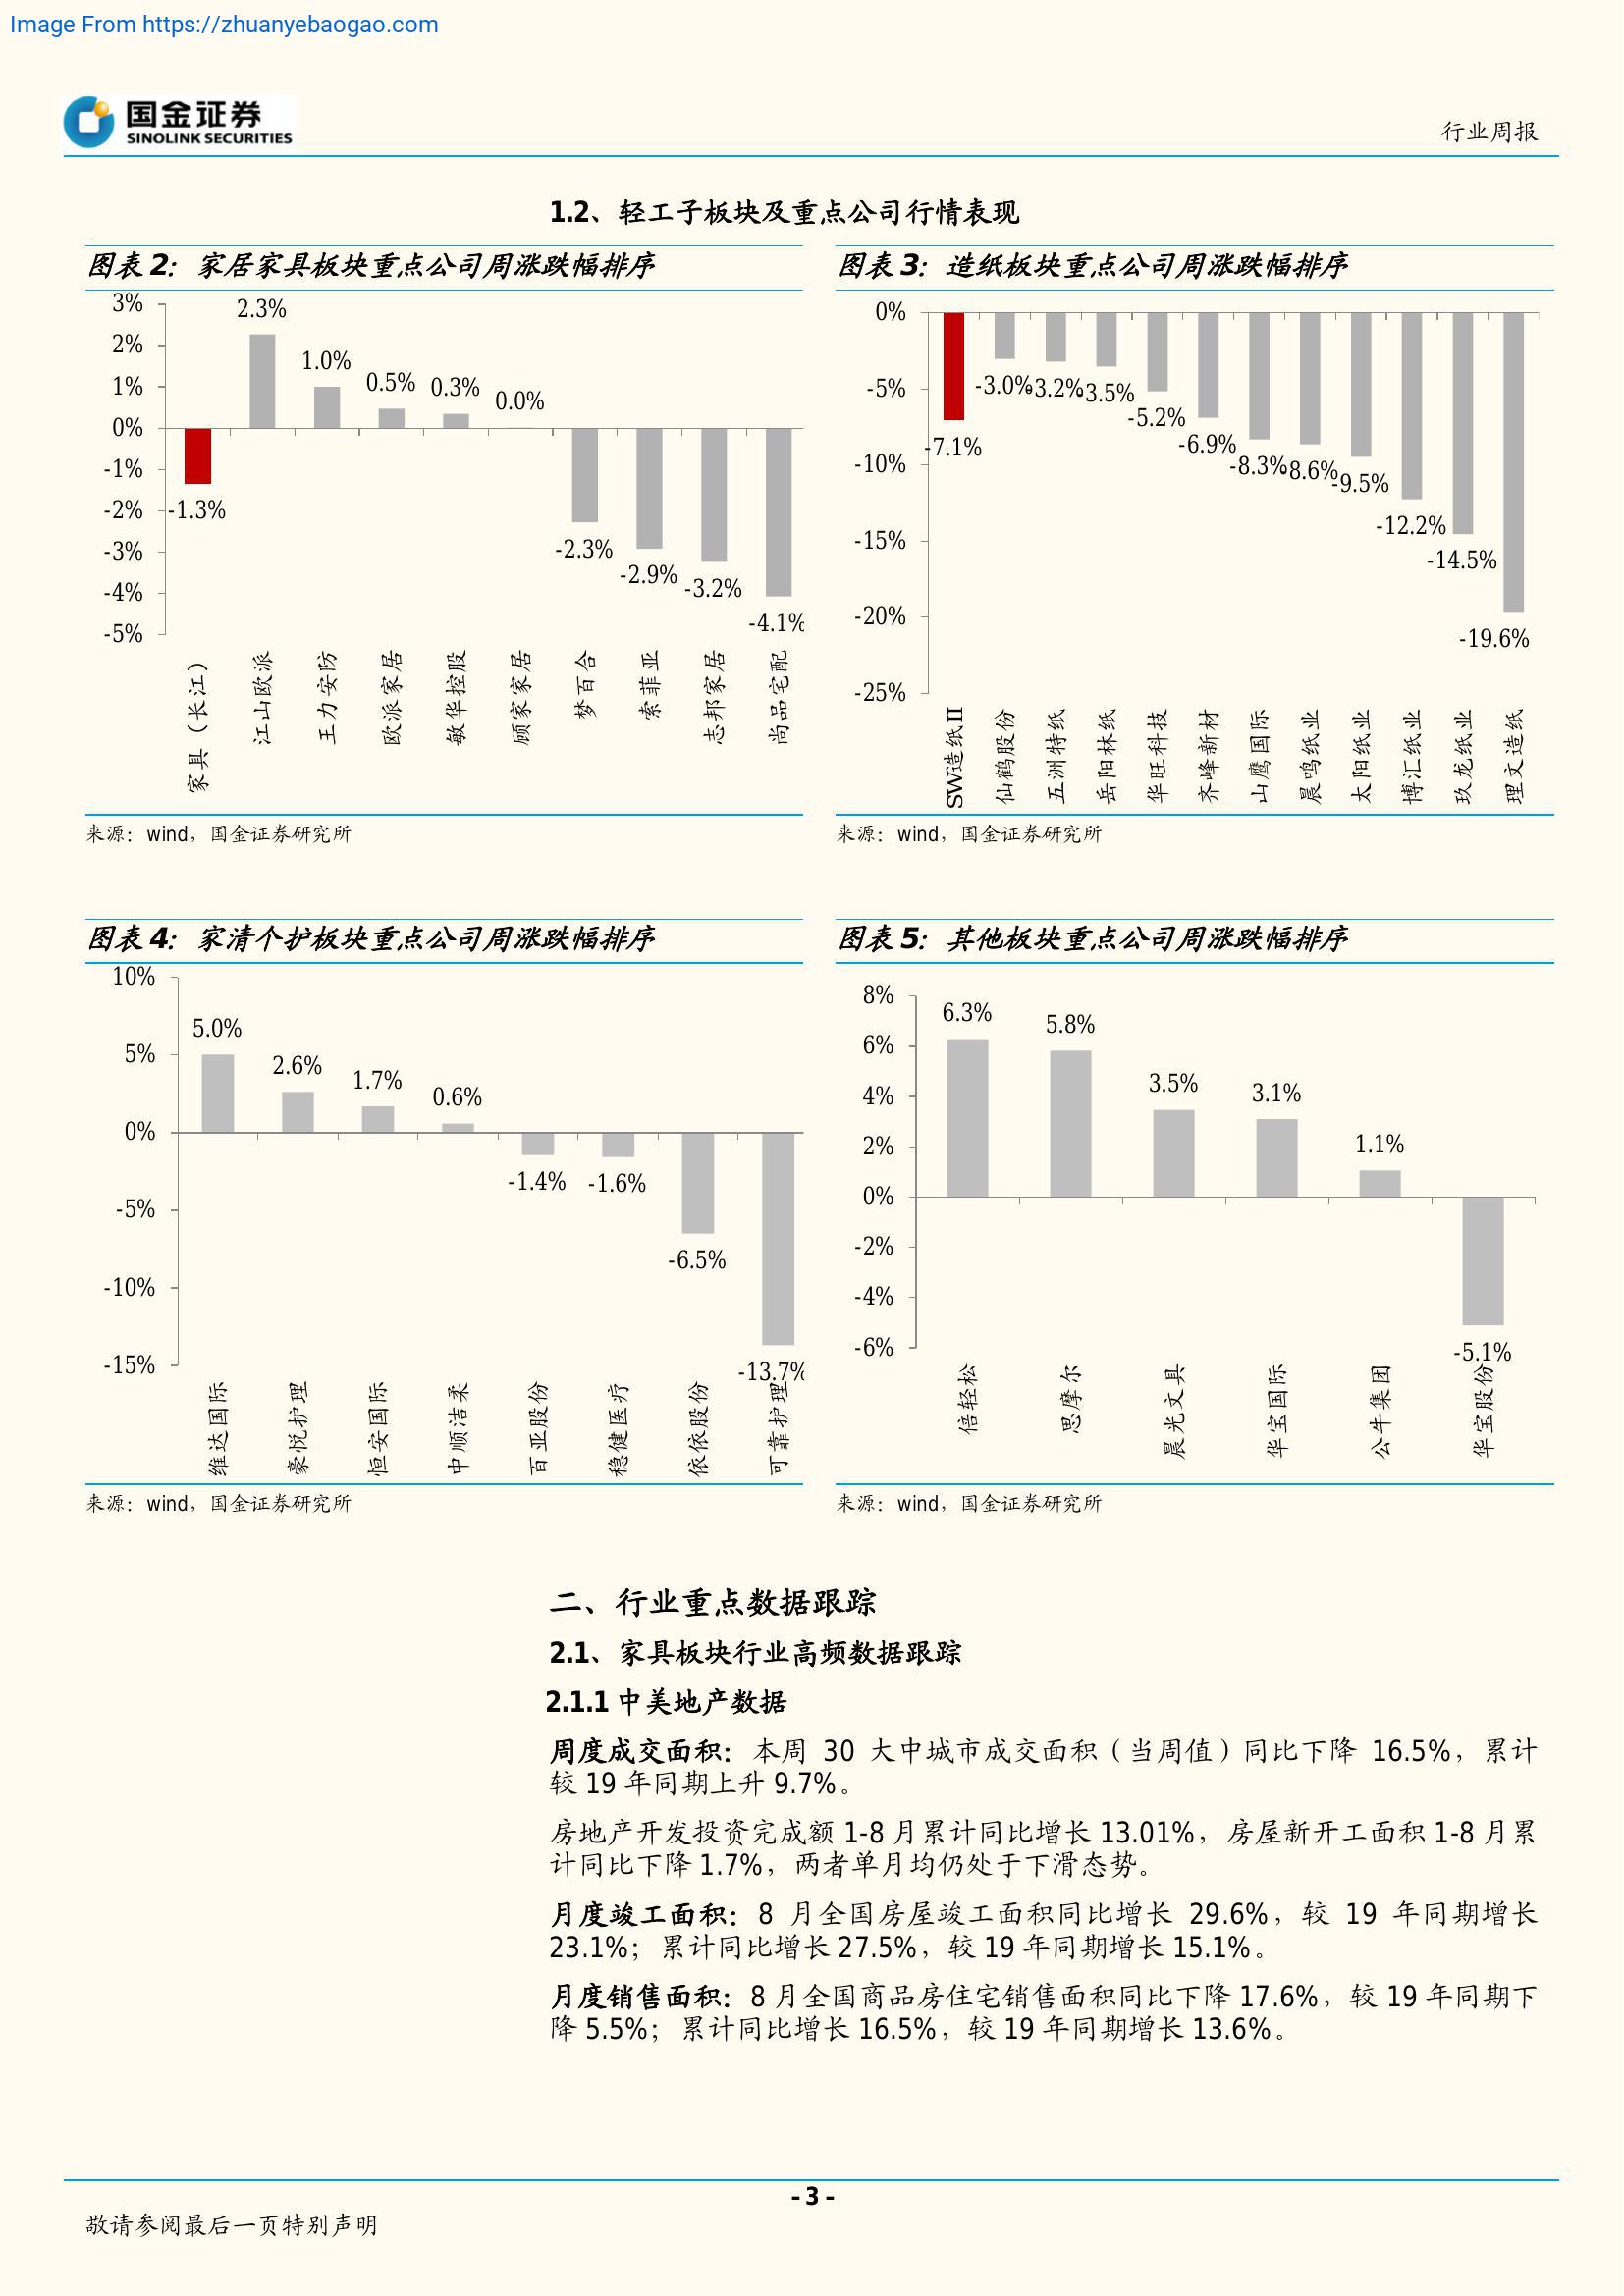 Image From https://zhuanyebaogao.com
国金证券
SINOLINK SECURITIES
行业周报
1.2、轻工子板块及重点公司行情表现
图表2：家居家具板块重点公司周涨跌幅排序
3%
2%
1%
0%
-1%
-2%
-3%
-4%
-5%
-1.3%
2.3%
1.0%
0.5%
0.3%
0.0%
-2.3%
-2.9%
-3.2%
-4.1%
家具（长江）
江山欧派
王力安防
欧派家居
敏华控股
顾家家居
梦百合
索菲亚
志邦家居
尚品宅配
来源：wind，国金证券研究所
图表3：造纸板块重点公司周涨跌幅排序
0%
-5%
-10%
-15%
-20%
-25%
-7.1%
-3.0%
-3.2%
-3.5%
-5.2%
-6.9%
-8.3%
-8.6%
-9.5%
-12.2%
-14.5%
-19.6%
SW造纸II
仙鹤股份
五洲特纸
岳阳林纸
华旺科技
齐峰新材
山鹰国际
晨鸣纸业
太阳纸业
博汇纸业
玖龙纸业
理文造纸
来源：wind，国金证券研究所
图表4：家清个护板块重点公司周涨跌幅排序
10%
5%
0%
-5%
-10%
-15%
5.0%
2.6%
1.7%
0.6%
-1.4%
-1.6%
-6.5%
-13.7%
维达国际
豪悦护理
恒安国际
中顺洁柔
百亚股份
稳健医疗
依依股份
可靠护理
来源：wind，国金证券研究所
图表5：其他板块重点公司周涨跌幅排序
8%
6%
4%
2%
0%
-2%
-4%
-6%
6.3%
5.8%
3.5%
3.1%
1.1%
-5.1%
倍轻松
思摩尔
晨光文具
华宝国际
公牛集团
华宝股份
来源：wind，国金证券研究所
二、行业重点数据跟踪
2.1、家具板块行业高频数据跟踪
2.1.1中美地产数据
周度成交面积：本周 30 大中城市成交面积（当周值）同比下降 16.5%，累计
较 19 年同期上升 9.7%。
房地产开发投资完成额 1-8 月累计同比增长 13.01%，房屋新开工面积 1-8 月累
计同比下降 1.7%，两者单月均仍处于下滑态势。
月度竣工面积：8 月全国房屋竣工面积同比增长 29.6%，较 19 年同期增长
23.1%；累计同比增长 27.5%，较 19 年同期增长 15.1%。
月度销售面积：8 月全国商品房住宅销售面积同比下降 17.6%，较 19 年同期下
降 5.5%；累计同比增长 16.5%，较 19 年同期增长 13.6%。
- 3 -
敬请参阅最后一页特别声明